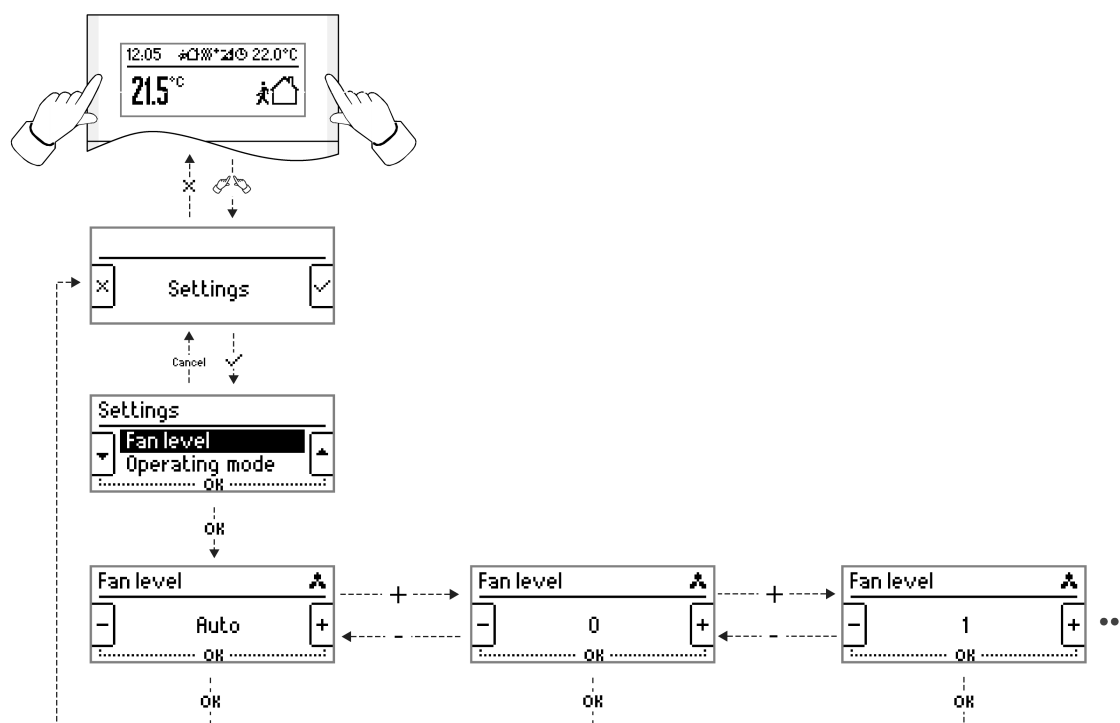 12:05 22.0°C
21.5°C
×
× Settings ✓
Cancel ✓
Settings
Fan level
Operating mode
OK
OK
Fan level
- Auto +
OK
+
-
Fan level
- 0 +
OK
+
-
Fan level
- 1 +
OK
OK
OK
OK